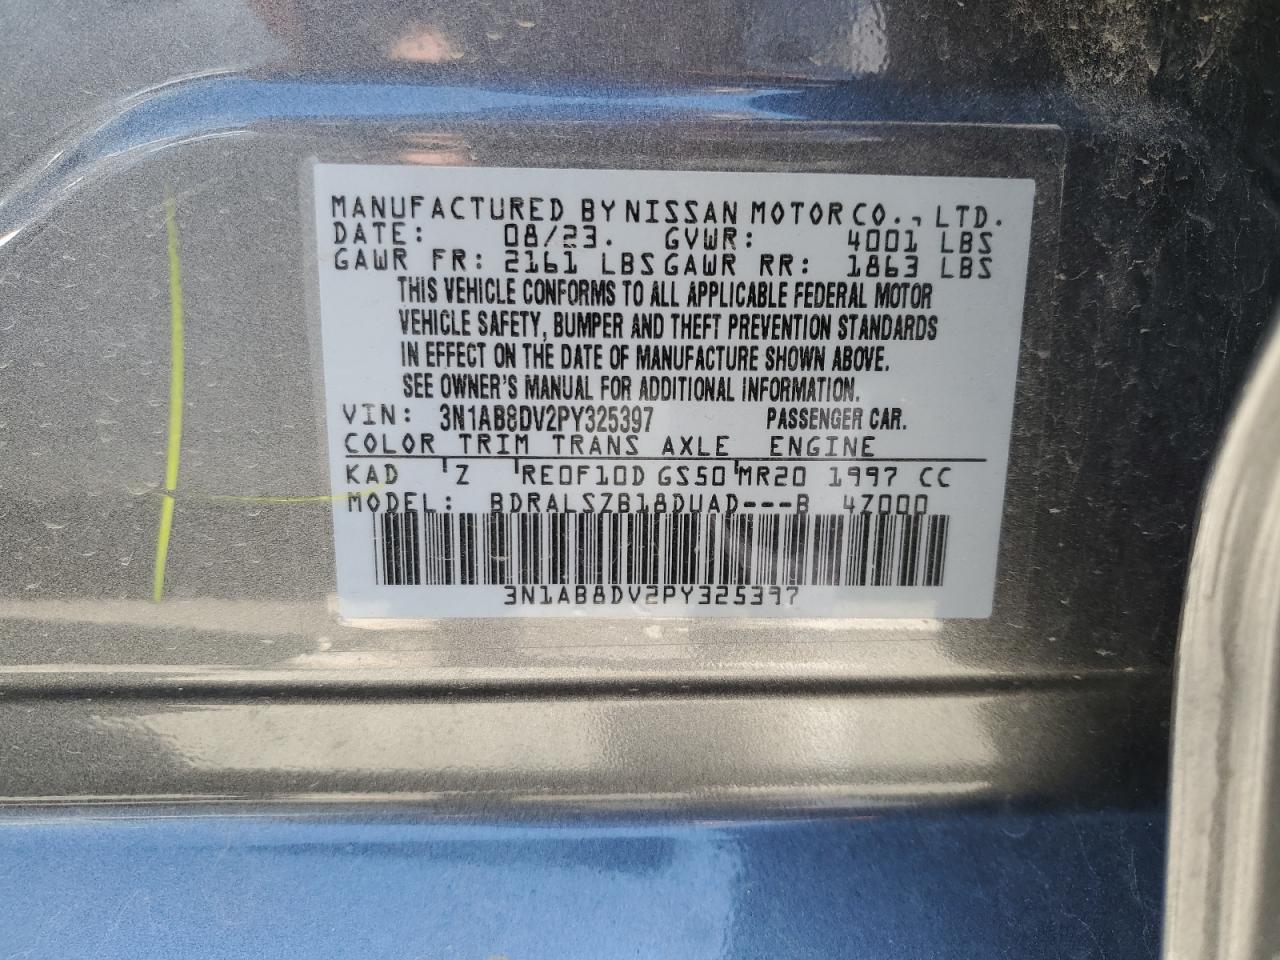 MANUFACTURED BY NISSAN MOTOR CO., LTD.
DATE: 08/23. GVWR: 4001 LBS
GAWR FR: 2161 LBS GAWR RR: 1863 LBS
THIS VEHICLE CONFORMS TO ALL APPLICABLE FEDERAL MOTOR
VEHICLE SAFETY, BUMPER AND THEFT PREVENTION STANDARDS
IN EFFECT ON THE DATE OF MANUFACTURE SHOWN ABOVE.
SEE OWNER'S MANUAL FOR ADDITIONAL INFORMATION.
VIN: 3N1AB8DV2PY325397 PASSENGER CAR.
COLOR TRIM TRANS AXLE ENGINE
KAD Z RE0F10D GS50 MR20 1997 CC
MODEL: BDRALSZB18DUAD---B 4Z000
3N1AB8DV2PY325397